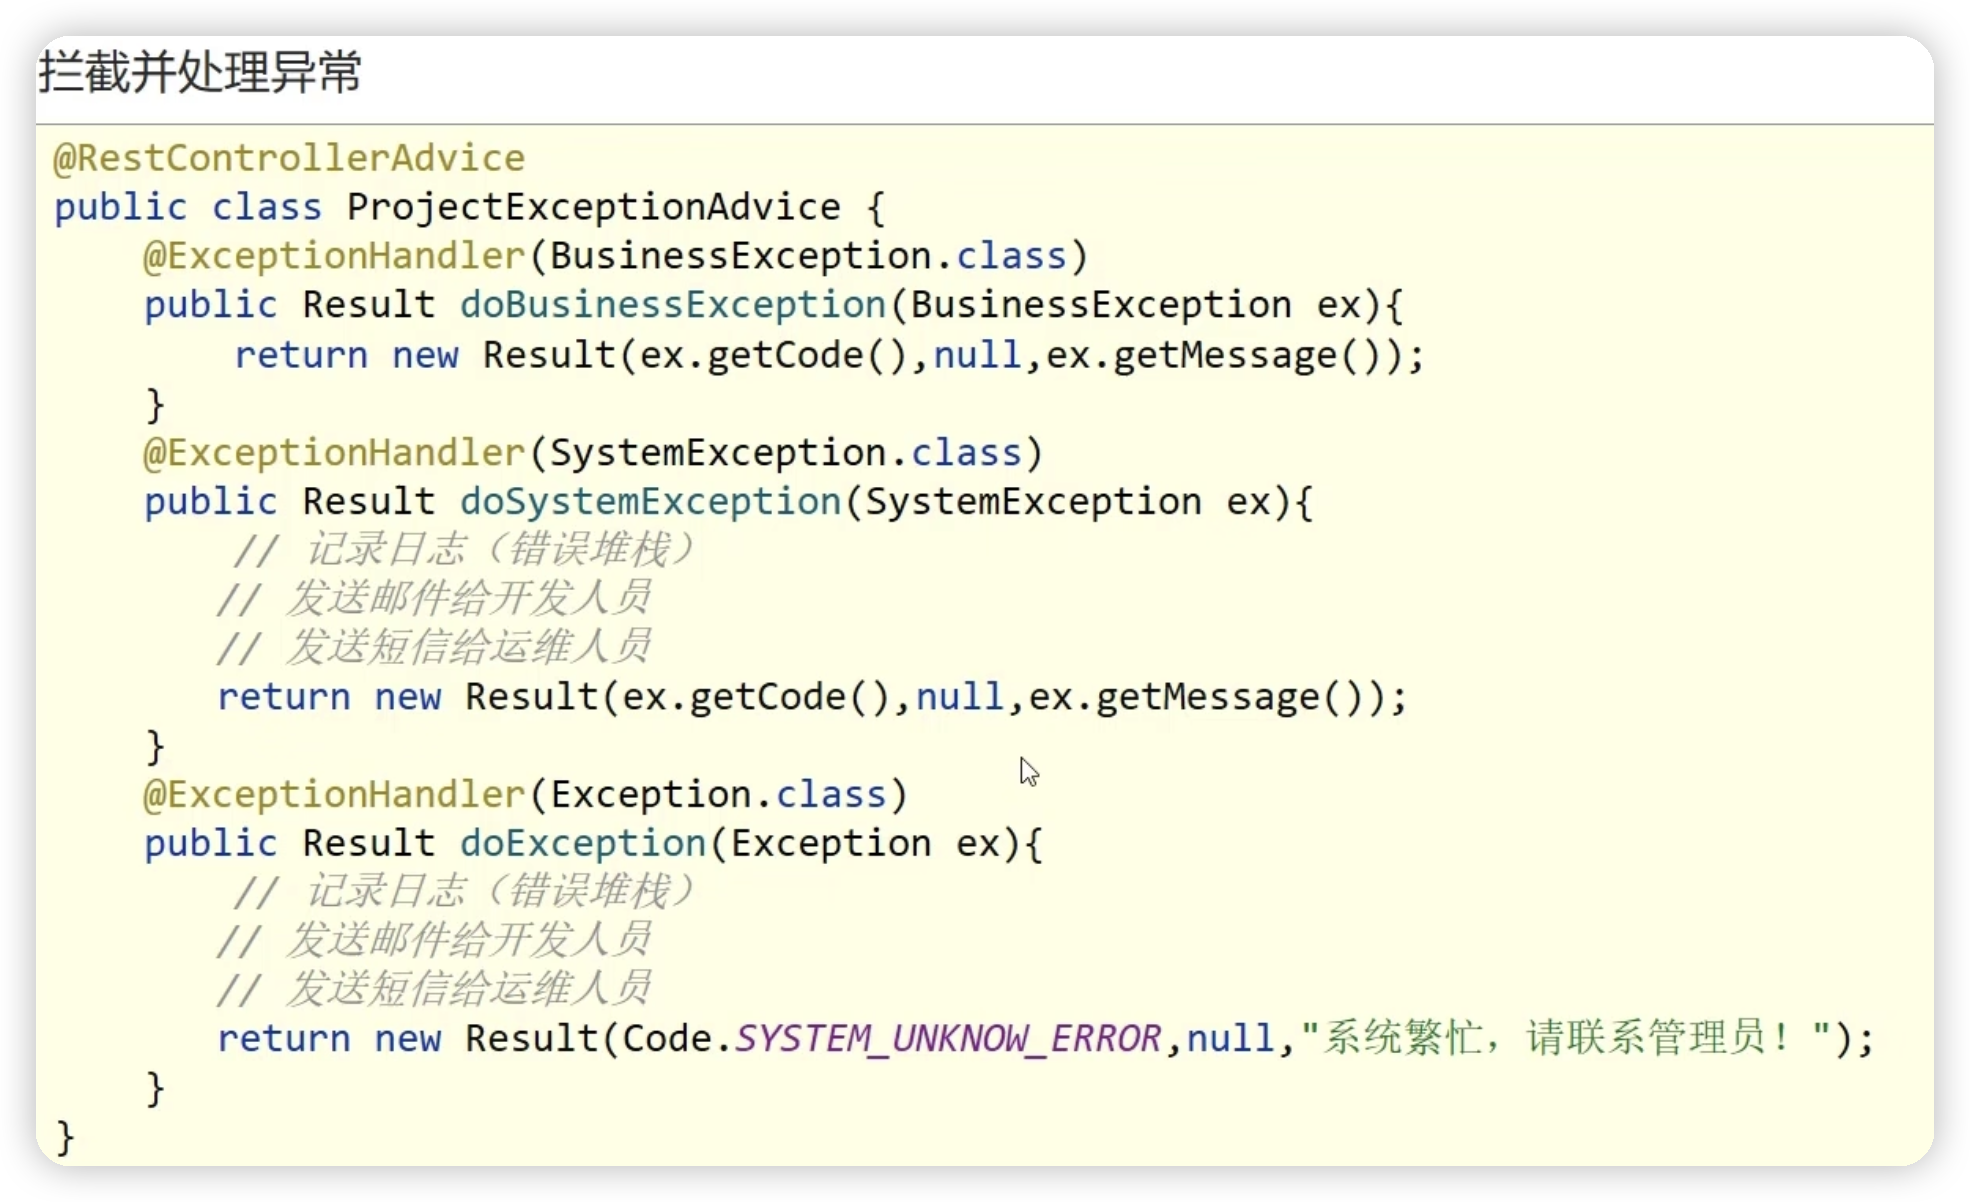 拦截并处理异常
@RestControllerAdvice
public class ProjectExceptionAdvice {
    @ExceptionHandler(BusinessException.class)
    public Result doBusinessException(BusinessException ex){
        return new Result(ex.getCode(),null,ex.getMessage());
    }
    @ExceptionHandler(SystemException.class)
    public Result doSystemException(SystemException ex){
        // 记录日志（错误堆栈）
        // 发送邮件给开发人员
        // 发送短信给运维人员
        return new Result(ex.getCode(),null,ex.getMessage());
    }
    @ExceptionHandler(Exception.class)
    public Result doException(Exception ex){
        // 记录日志（错误堆栈）
        // 发送邮件给开发人员
        // 发送短信给运维人员
        return new Result(Code.SYSTEM_UNKNOW_ERROR,null,"系统繁忙，请联系管理员！");
    }
}